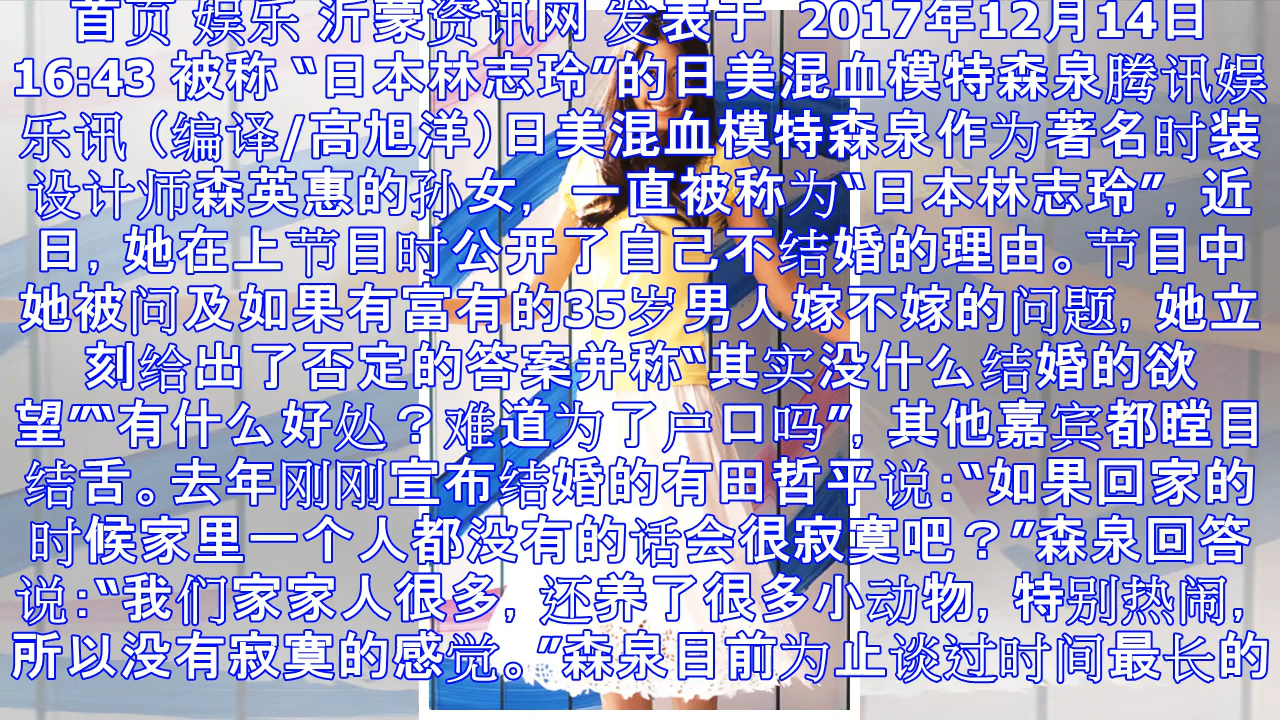 首页 娱乐 沂蒙资讯网 发表于 2017年12月14日
16:43 被称 “日本林志玲”的日美混血模特森泉腾讯娱
乐讯 (编译/高旭洋)日美混血模特森泉作为著名时装
设计师森英惠的孙女, 一直被称为“日本林志玲”, 近
日, 她在上节目时公开了自己不结婚的理由。节目中
她被问及如果有富有的35岁男人嫁不嫁的问题, 她立
刻给出了否定的答案并称“其实没什么结婚的欲
望”“有什么好处？难道为了户口吗”, 其他嘉宾都瞠目
结舌。去年刚刚宣布结婚的有田哲平说:“如果回家的
时候家里一个人都没有的话会很寂寞吧？”森泉回答
说:“我们家家人很多, 还养了很多小动物, 特别热闹,
所以没有寂寞的感觉。”森泉目前为止谈过时间最长的